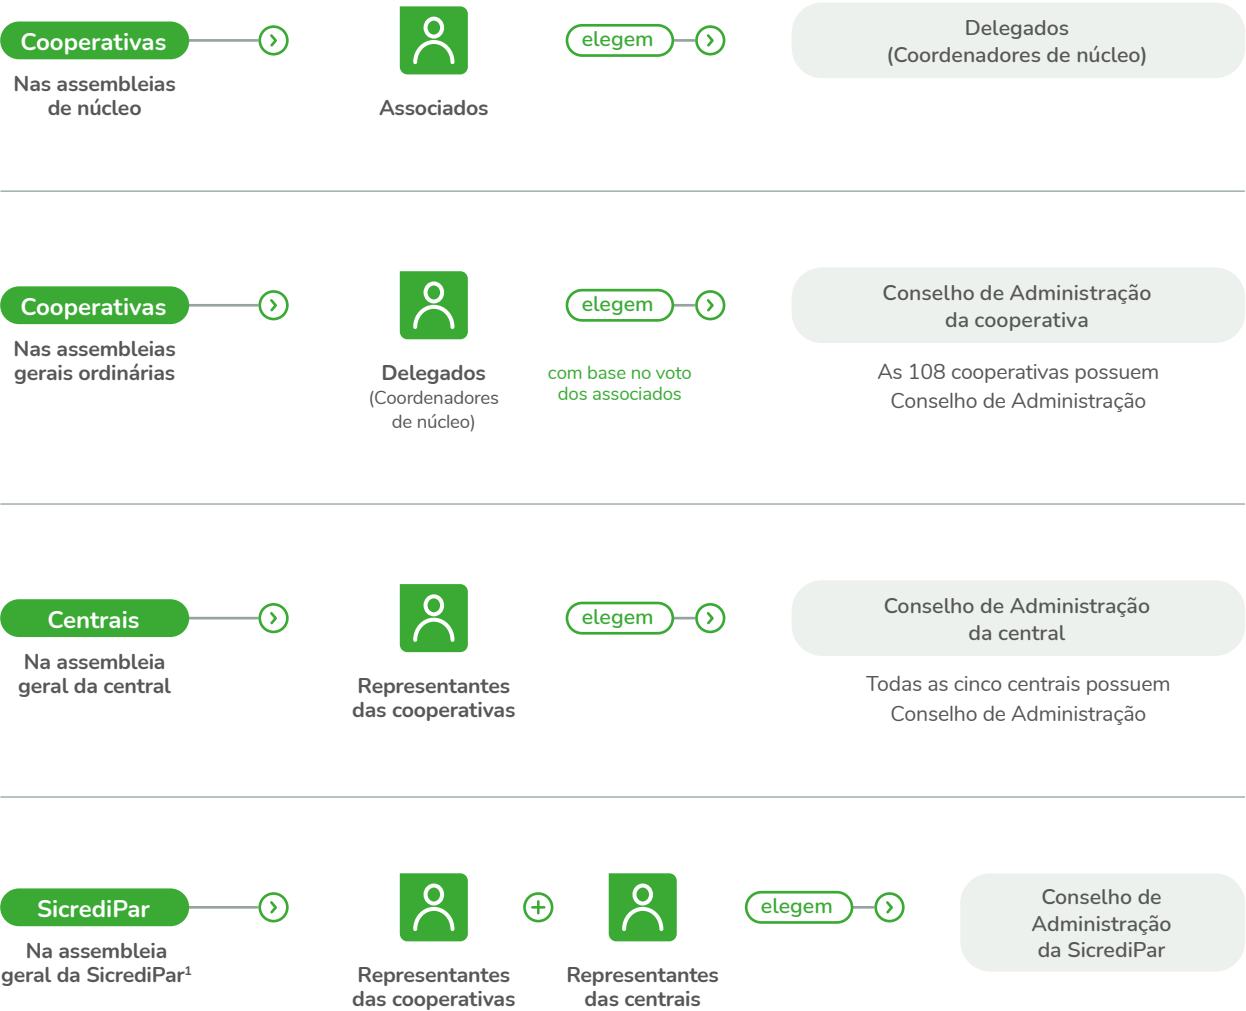 Cooperativas
Nas assembleias
de núcleo
Associados
elegem
Delegados
(Coordenadores de núcleo)
Cooperativas
Nas assembleias
gerais ordinárias
Delegados
(Coordenadores
de núcleo)
elegem
com base no voto
dos associados
Conselho de Administração
da cooperativa
As 108 cooperativas possuem
Conselho de Administração
Centrais
Na assembleia
geral da central
Representantes
das cooperativas
elegem
Conselho de Administração
da central
Todas as cinco centrais possuem
Conselho de Administração
SicrediPar
Na assembleia
geral da SicrediPar¹
Representantes
das cooperativas
Representantes
das centrais
elegem
Conselho de
Administração
da SicrediPar